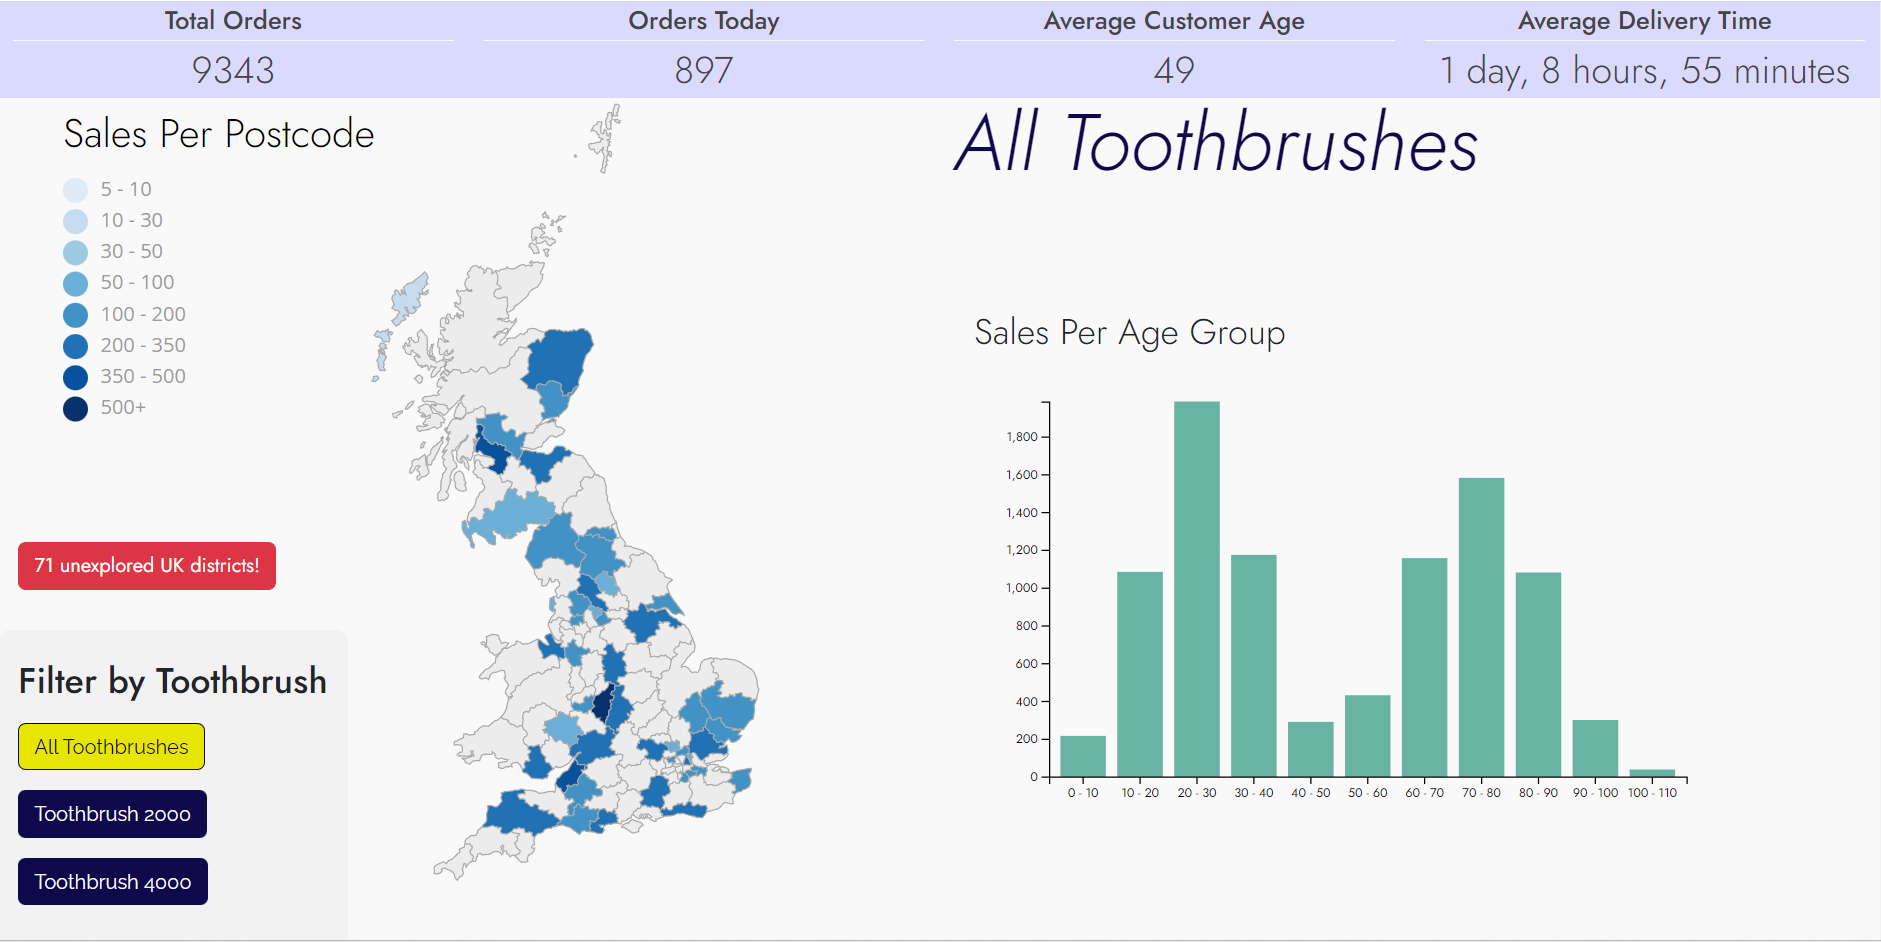 Total Orders
9343
Orders Today
897
Average Customer Age
49
Average Delivery Time
1 day, 8 hours, 55 minutes
Sales Per Postcode
5 - 10
10 - 30
30 - 50
50 - 100
100 - 200
200 - 350
350 - 500
500+
71 unexplored UK districts!
Filter by Toothbrush
All Toothbrushes
Toothbrush 2000
Toothbrush 4000
All Toothbrushes
Sales Per Age Group
1,800
1,600
1,400
1,200
1,000
800
600
400
200
0
0 - 10 10 - 20 20 - 30 30 - 40 40 - 50 50 - 60 60 - 70 70 - 80 80 - 90 90 - 100 100 - 110